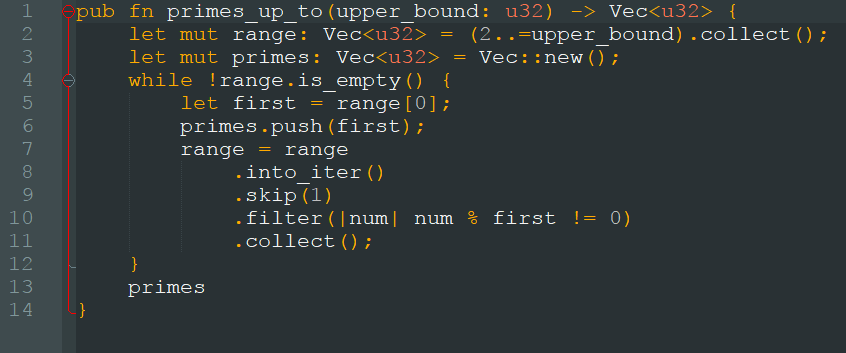 1 pub fn primes_up_to(upper_bound: u32) -> Vec<u32> {
2     let mut range: Vec<u32> = (2..=upper_bound).collect();
3     let mut primes: Vec<u32> = Vec::new();
4     while !range.is_empty() {
5         let first = range[0];
6         primes.push(first);
7         range = range
8             .into_iter()
9             .skip(1)
10             .filter(|num| num % first != 0)
11             .collect();
12     }
13     primes
14 }